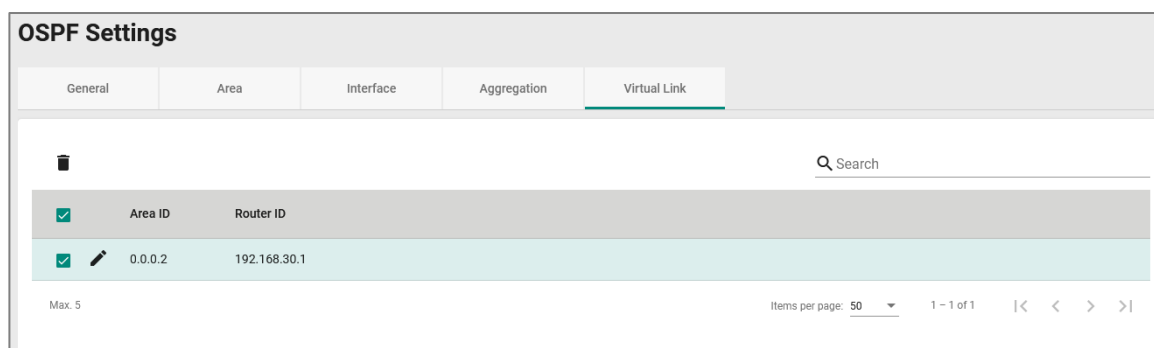 OSPF Settings
General Area Interface Aggregation Virtual Link
Search
Area ID Router ID
0.0.0.2 192.168.30.1
Max. 5 Items per page: 50 1 – 1 of 1